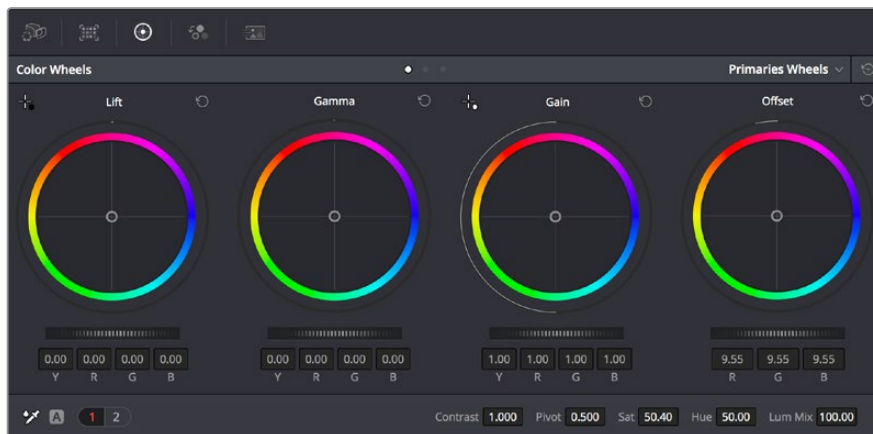 Color Wheels Primaries Wheels
Lift Gamma Gain Offset
0.00 0.00 0.00 0.00 0.00 0.00 0.00 0.00 1.00 1.00 1.00 1.00 9.55 9.55 9.55
Y R G B Y R G B Y R G B R G B
A 1 2 Contrast 1.000 Pivot 0.500 Sat 50.40 Hue 50.00 Lum Mix 100.00